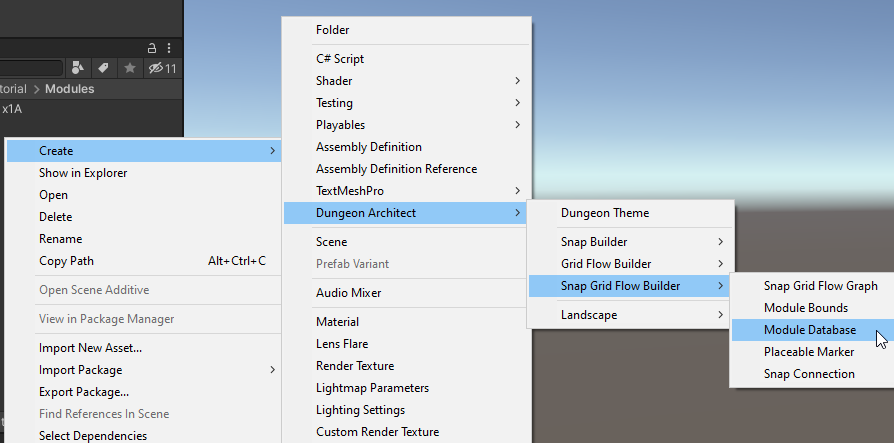 11
torial > Modules
x1A
Create
Show in Explorer
Open
Delete
Rename
Copy Path Alt+Ctrl+C
Open Scene Additive
View in Package Manager
Import New Asset...
Import Package
Export Package...
Find References In Scene
Select Dependencies
Folder
C# Script
Shader
Testing
Playables
Assembly Definition
Assembly Definition Reference
TextMeshPro
Dungeon Architect
Scene
Prefab Variant
Audio Mixer
Material
Lens Flare
Render Texture
Lightmap Parameters
Lighting Settings
Custom Render Texture
Dungeon Theme
Snap Builder
Grid Flow Builder
Snap Grid Flow Builder
Landscape
Snap Grid Flow Graph
Module Bounds
Module Database
Placeable Marker
Snap Connection